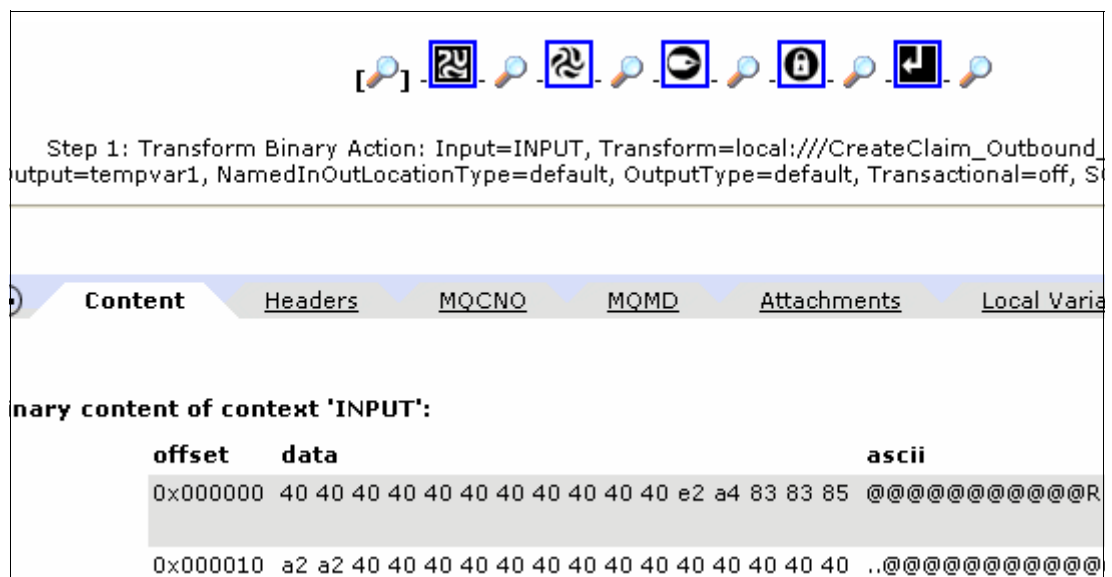 [ ] - - - - - - - - - -
Step 1: Transform Binary Action: Input=INPUT, Transform=local:///CreateClaim_Outbound_
utput=tempvar1, NamedInOutLocationType=default, OutputType=default, Transactional=off, SO
Content Headers MQCNO MQMD Attachments Local Varia
inary content of context 'INPUT':
offset data ascii
0x000000 40 40 40 40 40 40 40 40 40 40 40 e2 a4 83 83 85 @@@@@@@@@@@R
0x000010 a2 a2 40 40 40 40 40 40 40 40 40 40 40 40 40 40 ..@@@@@@@@@@@